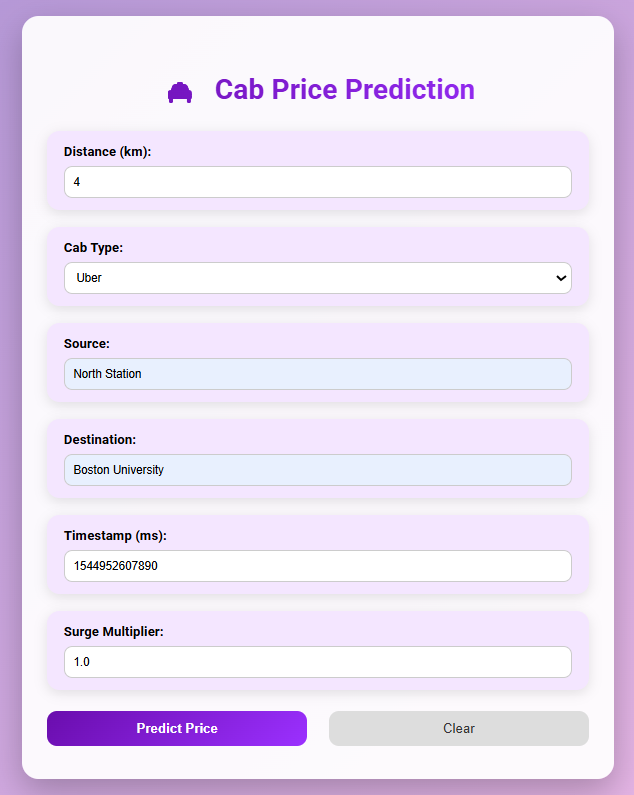 Cab Price Prediction
Distance (km):
4
Cab Type:
Uber
Source:
North Station
Destination:
Boston University
Timestamp (ms):
1544952607890
Surge Multiplier:
1.0
Predict Price
Clear